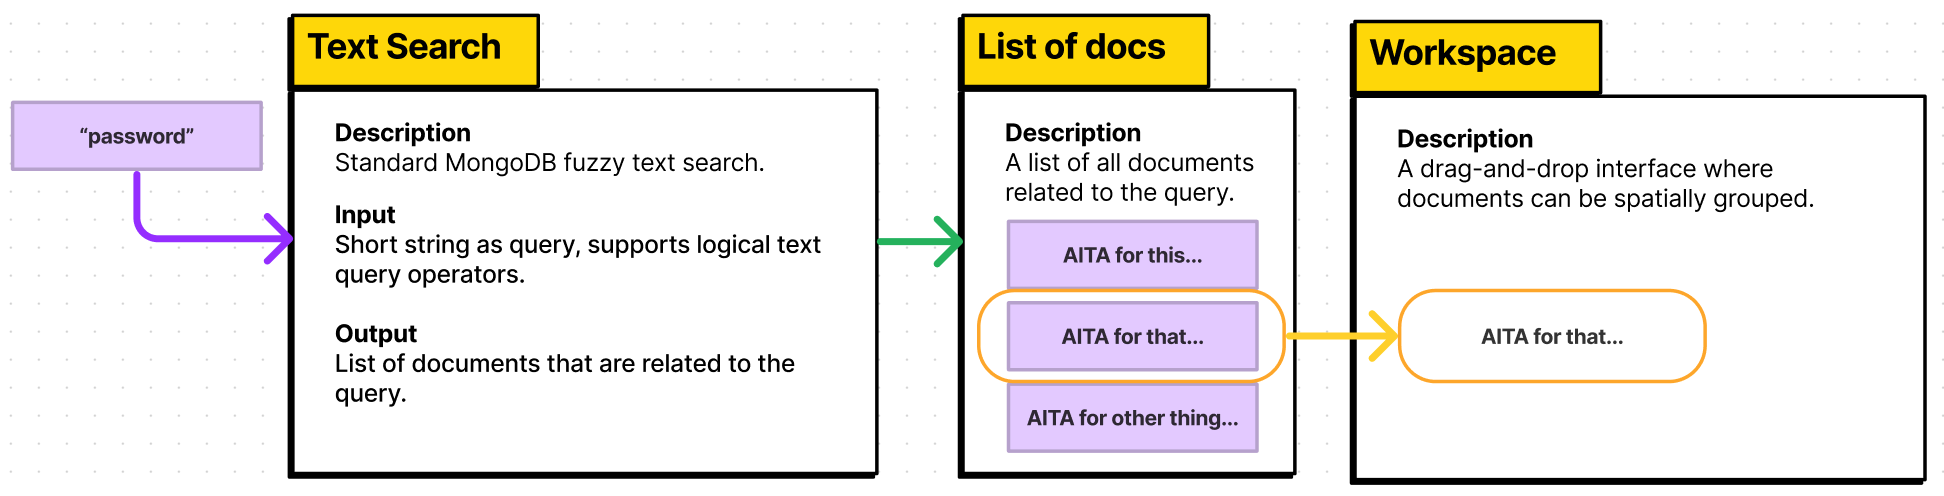 "password"
Text Search
Description
Standard MongoDB fuzzy text search.
Input
Short string as query, supports logical text
query operators.
Output
List of documents that are related to the
query.
List of docs
Description
A list of all documents
related to the query.
AITA for this...
AITA for that...
AITA for other thing...
Workspace
Description
A drag-and-drop interface where
documents can be spatially grouped.
AITA for that...